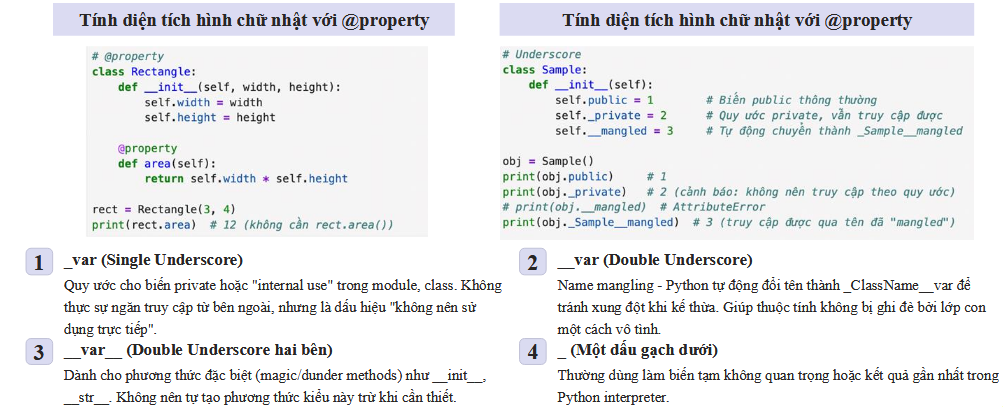 Tính diện tích hình chữ nhật với @property
# @property
class Rectangle:
    def __init__(self, width, height):
        self.width = width
        self.height = height

    @property
    def area(self):
        return self.width * self.height

rect = Rectangle(3, 4)
print(rect.area)  # 12 (không cần rect.area())
Tính diện tích hình chữ nhật với @property
# Underscore
class Sample:
    def __init__(self):
        self.public = 1        # Biến public thông thường
        self._private = 2      # Quy ước private, vẫn truy cập được
        self.__mangled = 3     # Tự động chuyển thành _Sample__mangled

obj = Sample()
print(obj.public)     # 1
print(obj._private)   # 2 (cảnh báo: không nên truy cập theo quy ước)
# print(obj.__mangled)  # AttributeError
print(obj._Sample__mangled)  # 3 (truy cập được qua tên đã "mangled")
1 _var (Single Underscore)
Quy ước cho biến private hoặc "internal use" trong module, class. Không
thực sự ngăn truy cập từ bên ngoài, nhưng là dấu hiệu "không nên sử
dụng trực tiếp".
2 __var (Double Underscore)
Name mangling - Python tự động đổi tên thành _ClassName__var để
tránh xung đột khi kế thừa. Giúp thuộc tính không bị ghi đè bởi lớp con
một cách vô tình.
3 __var__ (Double Underscore hai bên)
Dành cho phương thức đặc biệt (magic/dunder methods) như __init__,
__str__. Không nên tự tạo phương thức kiểu này trừ khi cần thiết.
4 _ (Một dấu gạch dưới)
Thường dùng làm biến tạm không quan trọng hoặc kết quả gần nhất trong
Python interpreter.